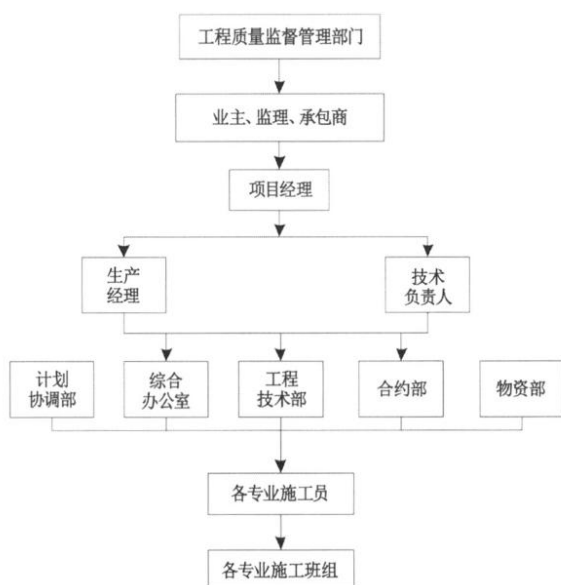 工程质量监督管理部门
业主、监理、承包商
项目经理
生产
经理
技术
负责人
计划
协调部
综合
办公室
工程
技术部
合约部
物资部
各专业施工员
各专业施工班组